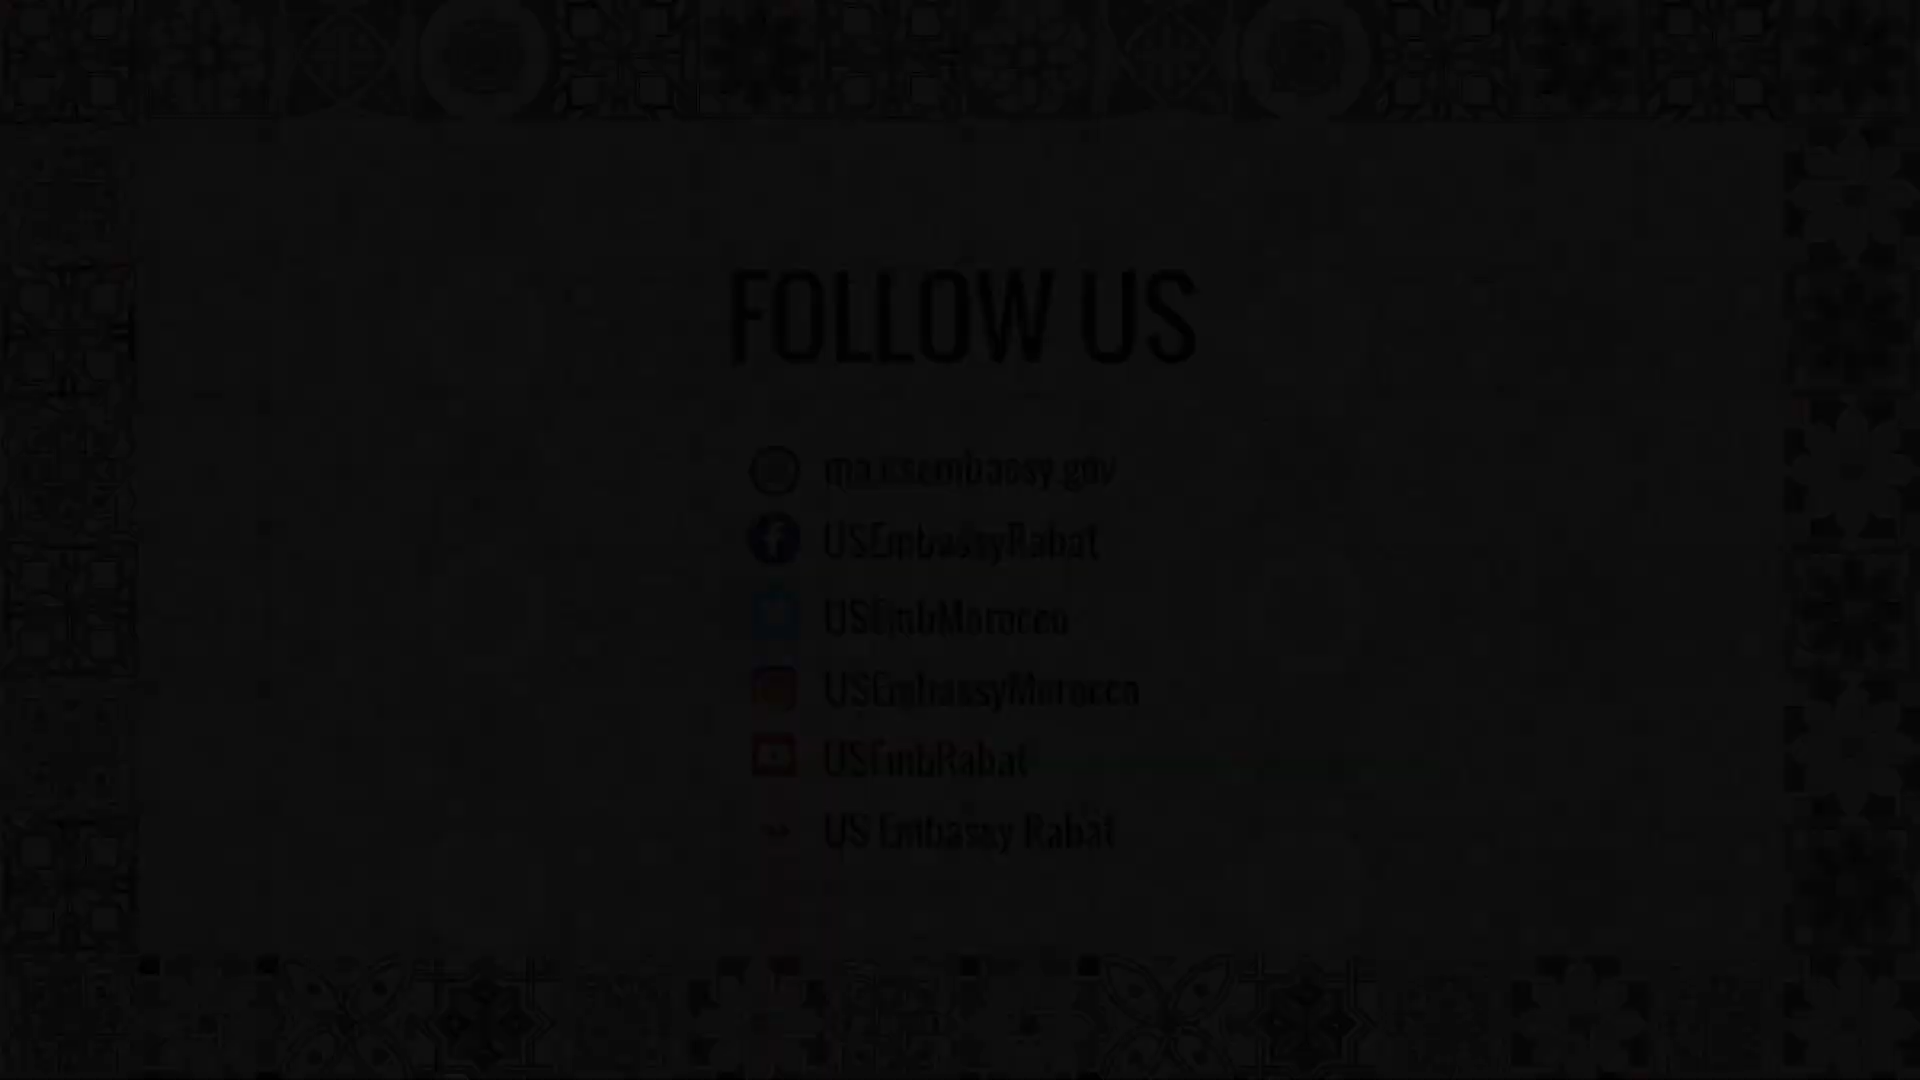 FOLLOW US
ma.usembassy.gov
USEmbassyRabat
USEmbMorocco
USEmbassyMorocco
USEmbRabat
US Embassy Rabat